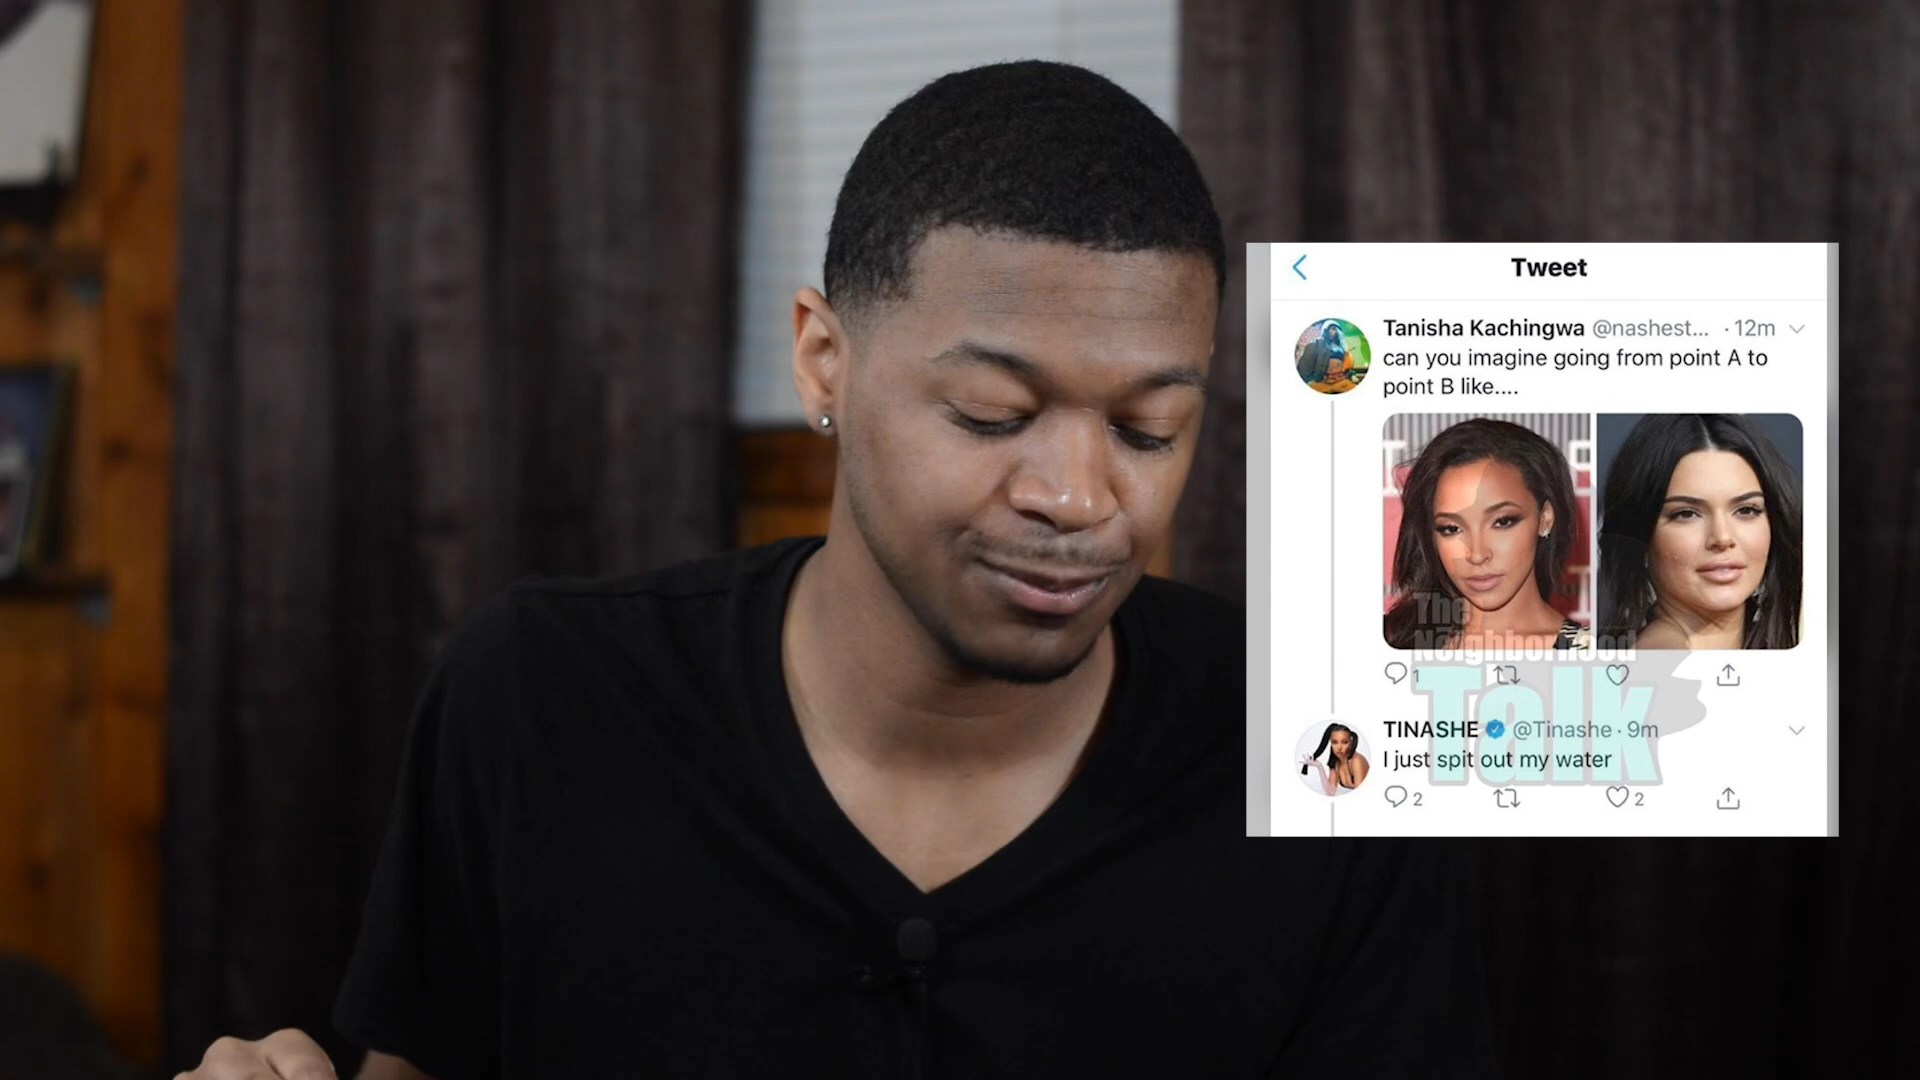 Tweet
Tanisha Kachingwa @nashest... · 12m
can you imagine going from point A to
point B like....
The
Neighborhood
Talk
1
TINASHE @Tinashe · 9m
I just spit out my water
2 2